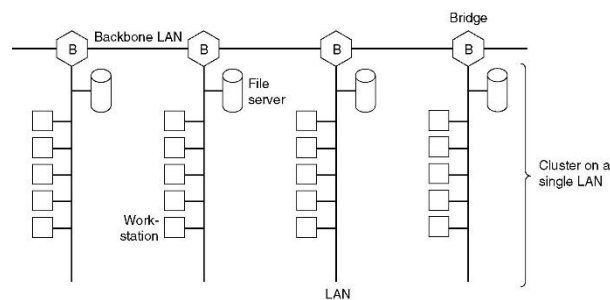 Bridge
Backbone LAN
B
B
B
B
File
server
Cluster on a
single LAN
Work-
station
LAN